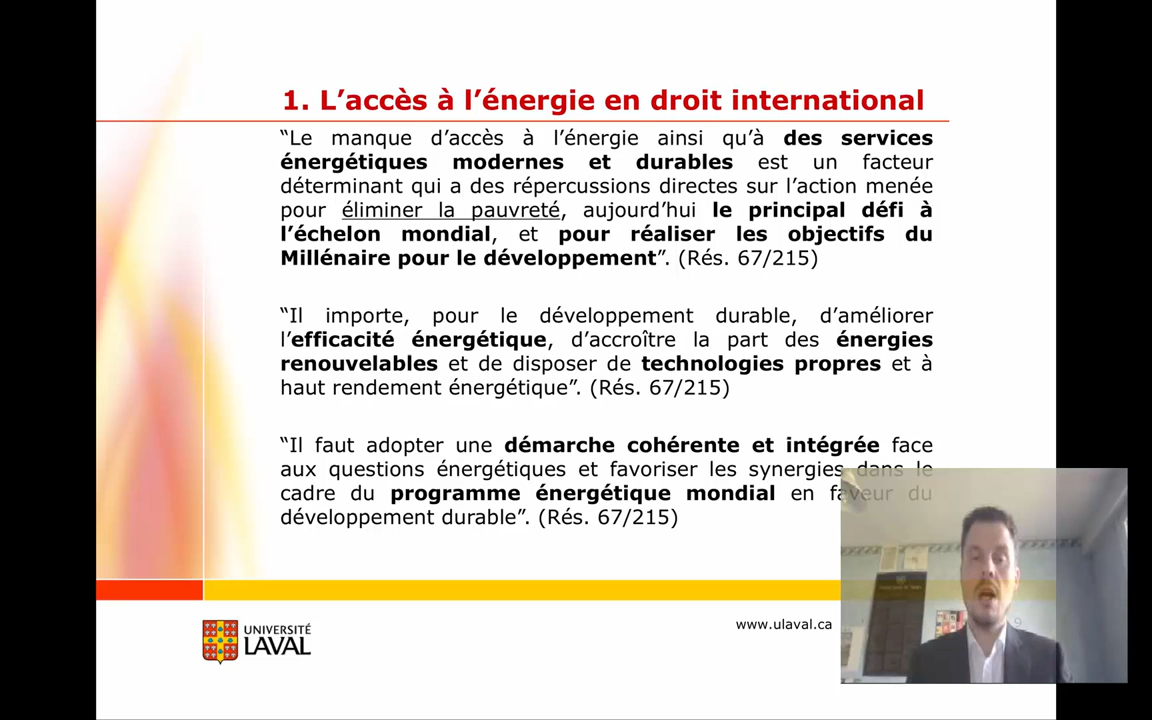 1. L’accès à l’énergie en droit international
“Le manque d’accès à l’énergie ainsi qu’à des services
énergétiques modernes et durables est un facteur
déterminant qui a des répercussions directes sur l’action menée
pour éliminer la pauvreté, aujourd’hui le principal défi à
l’échelon mondial, et pour réaliser les objectifs du
Millénaire pour le développement”. (Rés. 67/215)
“Il importe, pour le développement durable, d’améliorer
l’efficacité énergétique, d’accroître la part des énergies
renouvelables et de disposer de technologies propres et à
haut rendement énergétique”. (Rés. 67/215)
“Il faut adopter une démarche cohérente et intégrée face
aux questions énergétiques et favoriser les synergies dans le
cadre du programme énergétique mondial en faveur du
développement durable”. (Rés. 67/215)
UNIVERSITÉ
LAVAL
www.ulaval.ca
9